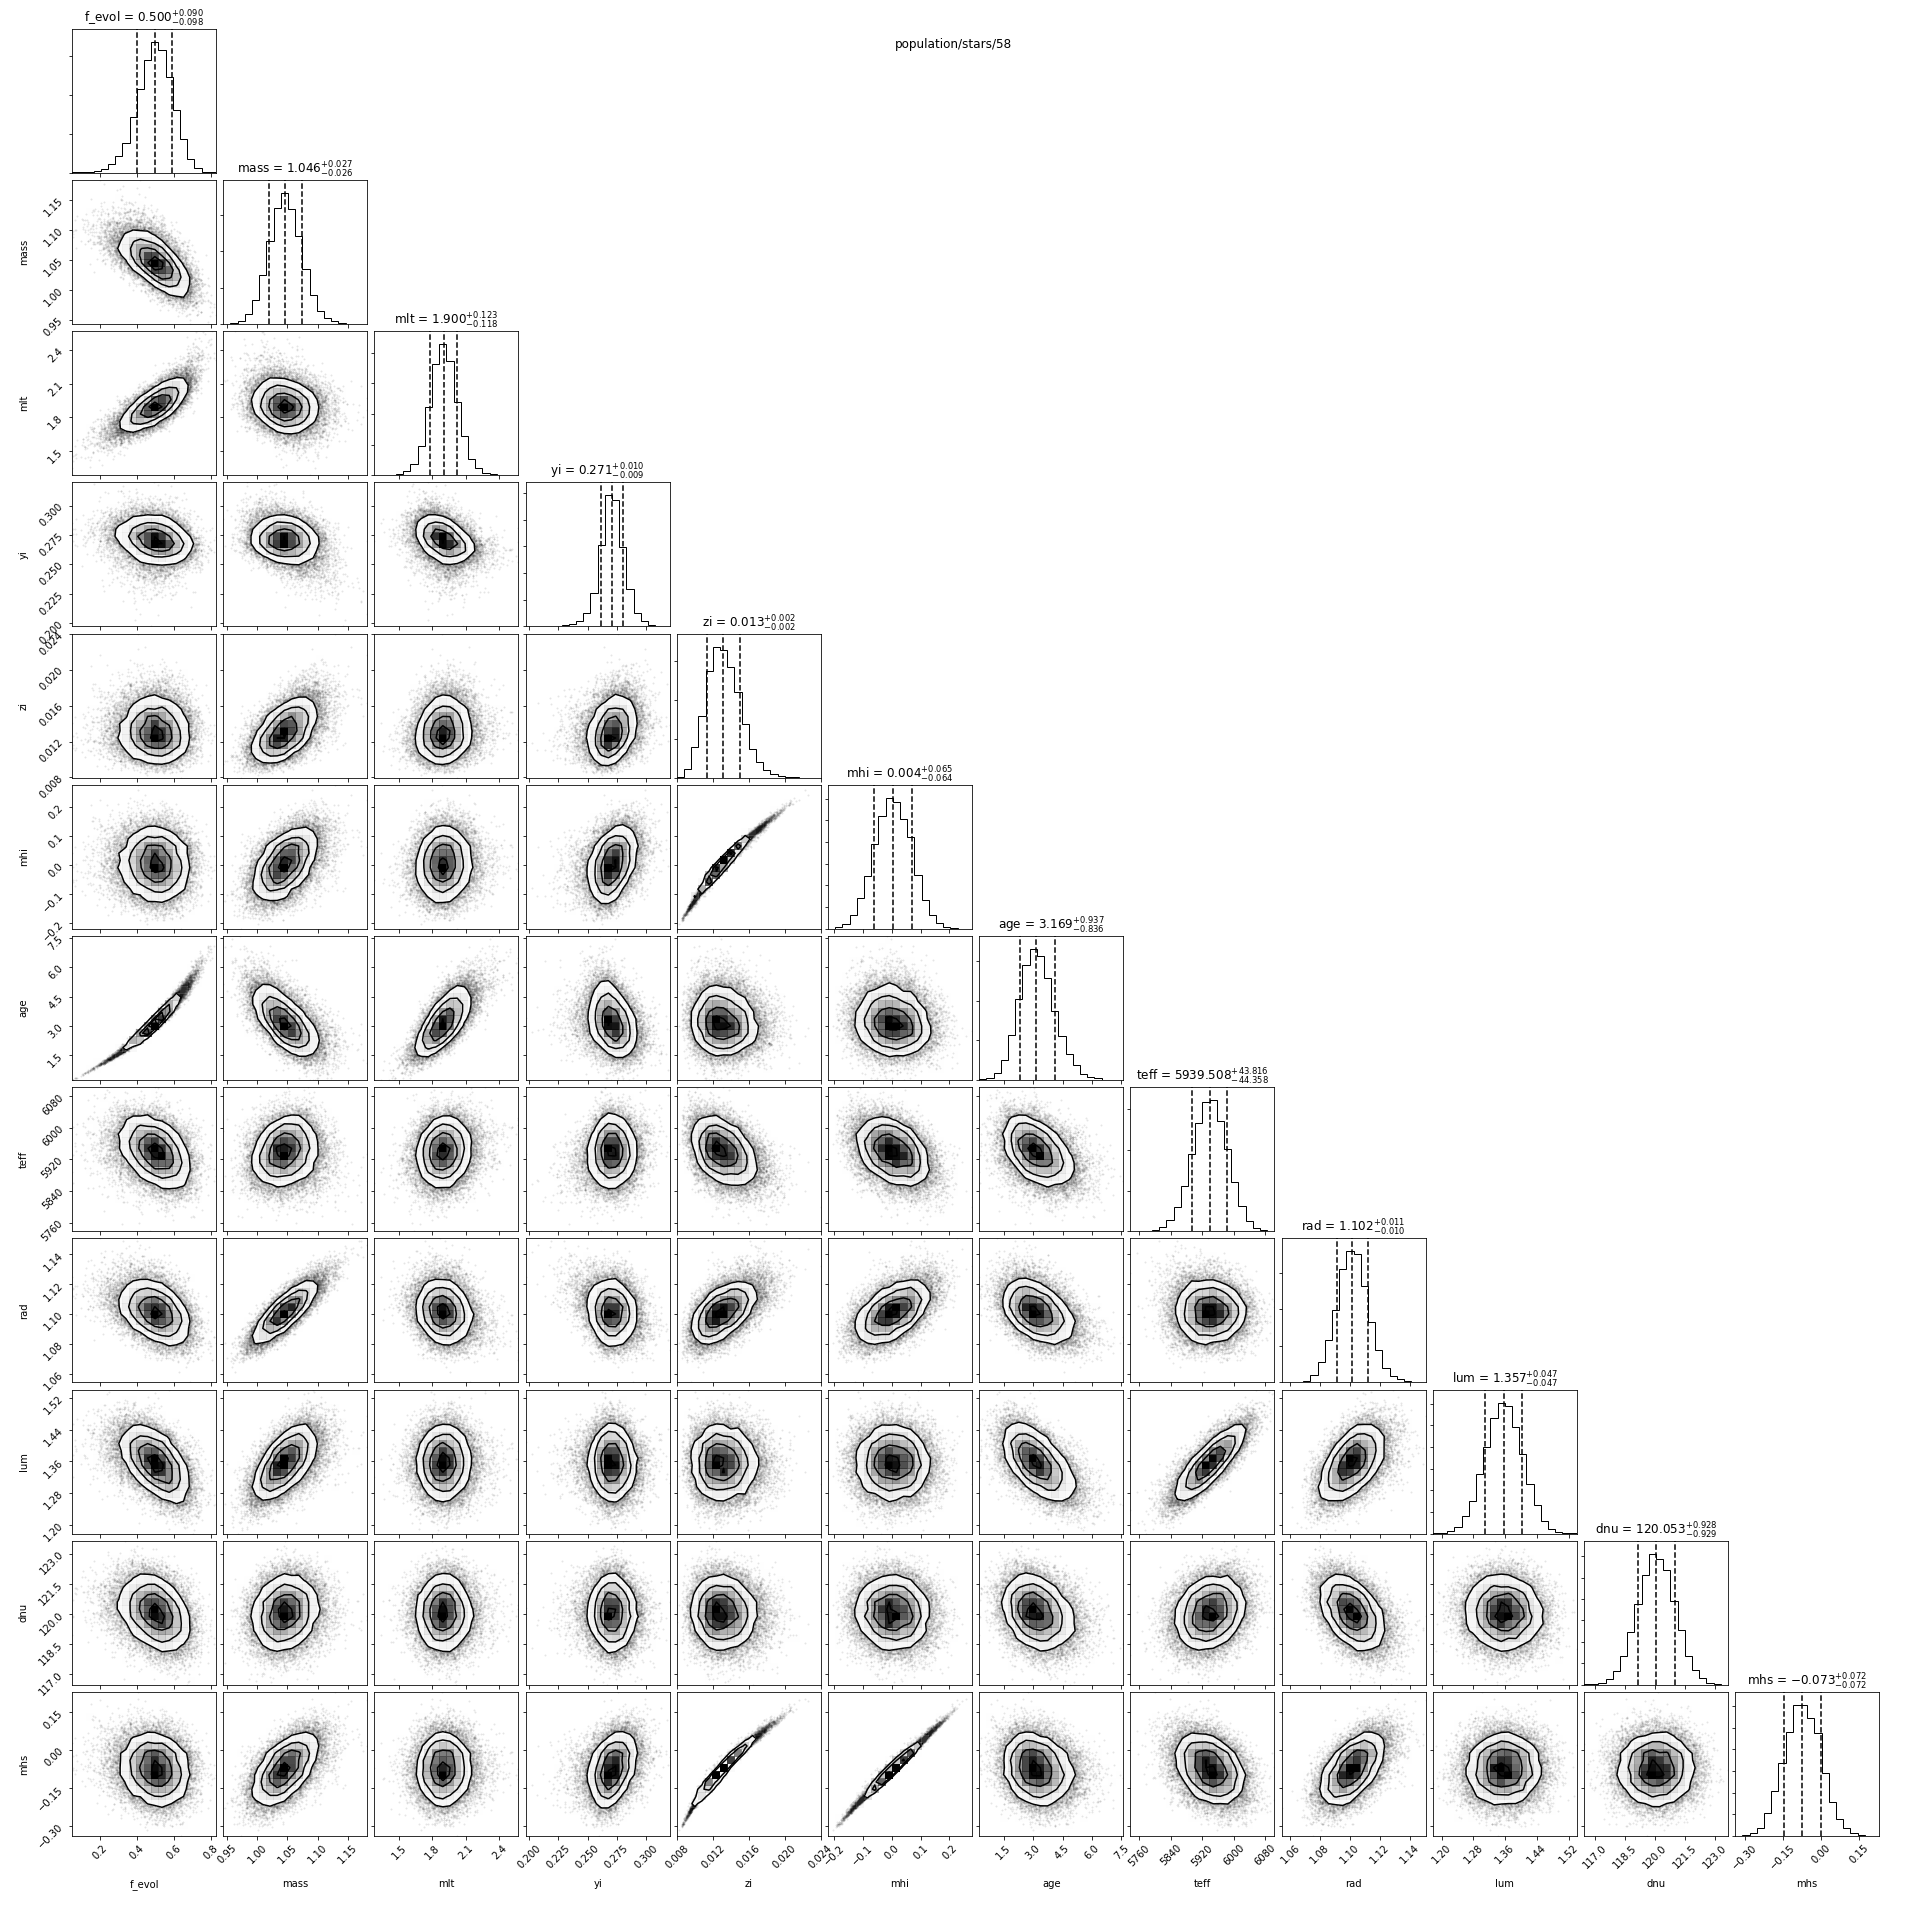 population/stars/58
f_evol = 0.500+0.090−0.098
mass = 1.046+0.027−0.026
mlt = 1.900+0.123−0.118
yi = 0.271+0.010−0.009
zi = 0.013+0.002−0.002
mhi = 0.004+0.065−0.064
age = 3.169+0.937−0.836
teff = 5939.508+43.816−44.358
rad = 1.102+0.011−0.010
lum = 1.357+0.047−0.047
dnu = 120.053+0.928−0.929
mhs = −0.073+0.072−0.072
mass
1.15
1.10
1.05
1.00
0.95
mlt
2.4
2.1
1.8
1.5
yi
0.300
0.275
0.250
0.225
0.200
zi
0.024
0.020
0.016
0.012
0.008
mhi
0.2
0.1
0.0
−0.1
−0.2
age
7.5
6.0
4.5
3.0
1.5
teff
6080
6000
5920
5840
5760
rad
1.14
1.12
1.10
1.08
1.06
lum
1.52
1.44
1.36
1.28
1.20
dnu
123.0
121.5
120.0
118.5
117.0
mhs
0.15
0.00
−0.15
−0.30
0.2 0.4 0.6 0.8
0.95 1.00 1.05 1.10 1.15
1.5 1.8 2.1 2.4
0.200 0.225 0.250 0.275 0.300
0.008 0.012 0.016 0.020 0.024
−0.2 −0.1 0.0 0.1 0.2
1.5 3.0 4.5 6.0 7.5
5760 5840 5920 6000 6080
1.06 1.08 1.10 1.12 1.14
1.20 1.28 1.36 1.44 1.52
117.0 118.5 120.0 121.5 123.0
−0.30 −0.15 0.00 0.15
f_evol mass mlt yi zi mhi age teff rad lum dnu mhs